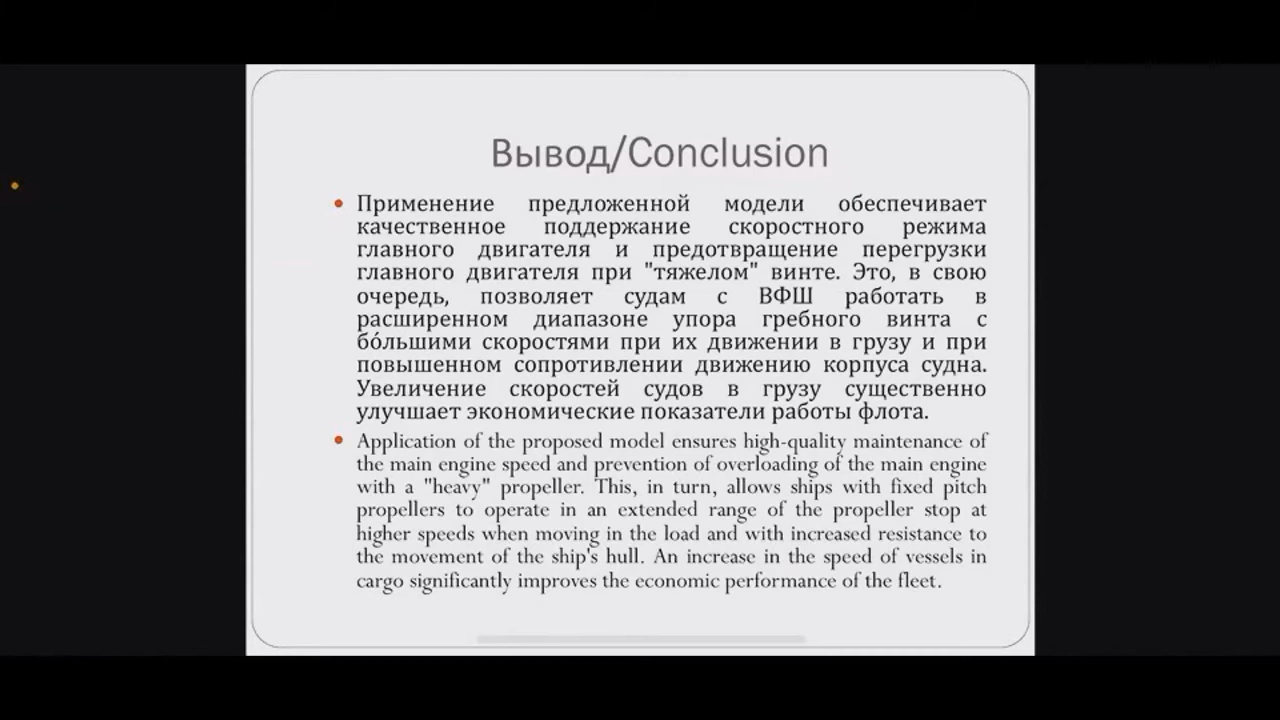 Вывод/Conclusion
Применение предложенной модели обеспечивает
качественное поддержание скоростного режима
главного двигателя и предотвращение перегрузки
главного двигателя при "тяжелом" винте. Это, в свою
очередь, позволяет судам с ВФШ работать в
расширенном диапазоне упора гребного винта с
бо́льшими скоростями при их движении в грузу и при
повышенном сопротивлении движению корпуса судна.
Увеличение скоростей судов в грузу существенно
улучшает экономические показатели работы флота.
Application of the proposed model ensures high-quality maintenance of
the main engine speed and prevention of overloading of the main engine
with a "heavy" propeller. This, in turn, allows ships with fixed pitch
propellers to operate in an extended range of the propeller stop at
higher speeds when moving in the load and with increased resistance to
the movement of the ship's hull. An increase in the speed of vessels in
cargo significantly improves the economic performance of the fleet.